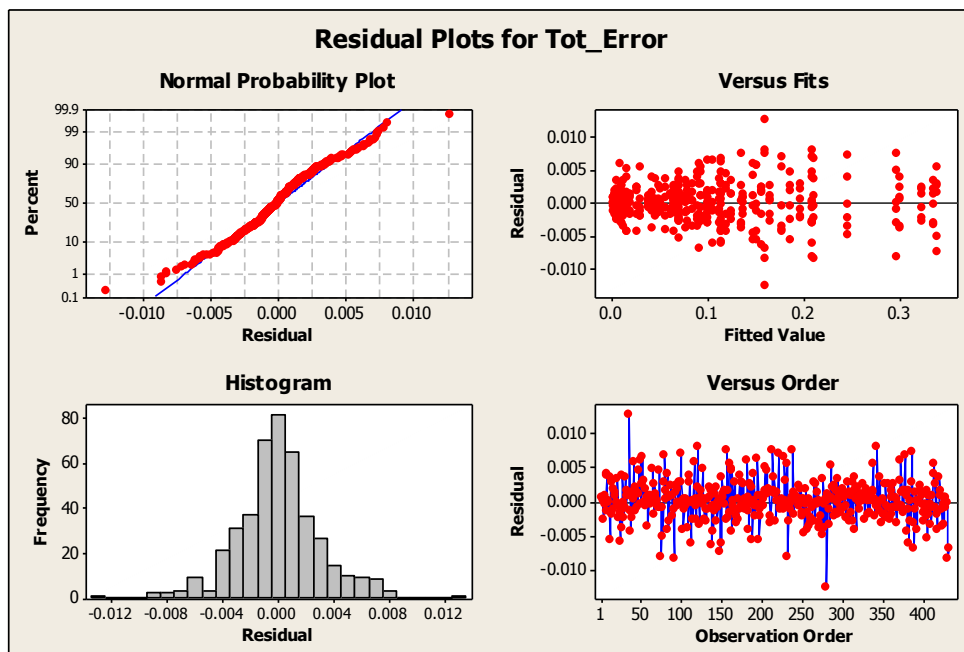 Residual Plots for Tot_Error
Normal Probability Plot
99.9
99
90
50
10
1
0.1
Percent
-0.010 -0.005 0.000 0.005 0.010
Residual
Versus Fits
0.010
0.005
0.000
-0.005
-0.010
Residual
0.0 0.1 0.2 0.3
Fitted Value
Histogram
80
60
40
20
0
Frequency
-0.012 -0.008 -0.004 0.000 0.004 0.008 0.012
Residual
Versus Order
0.010
0.005
0.000
-0.005
-0.010
Residual
1 50 100 150 200 250 300 350 400
Observation Order